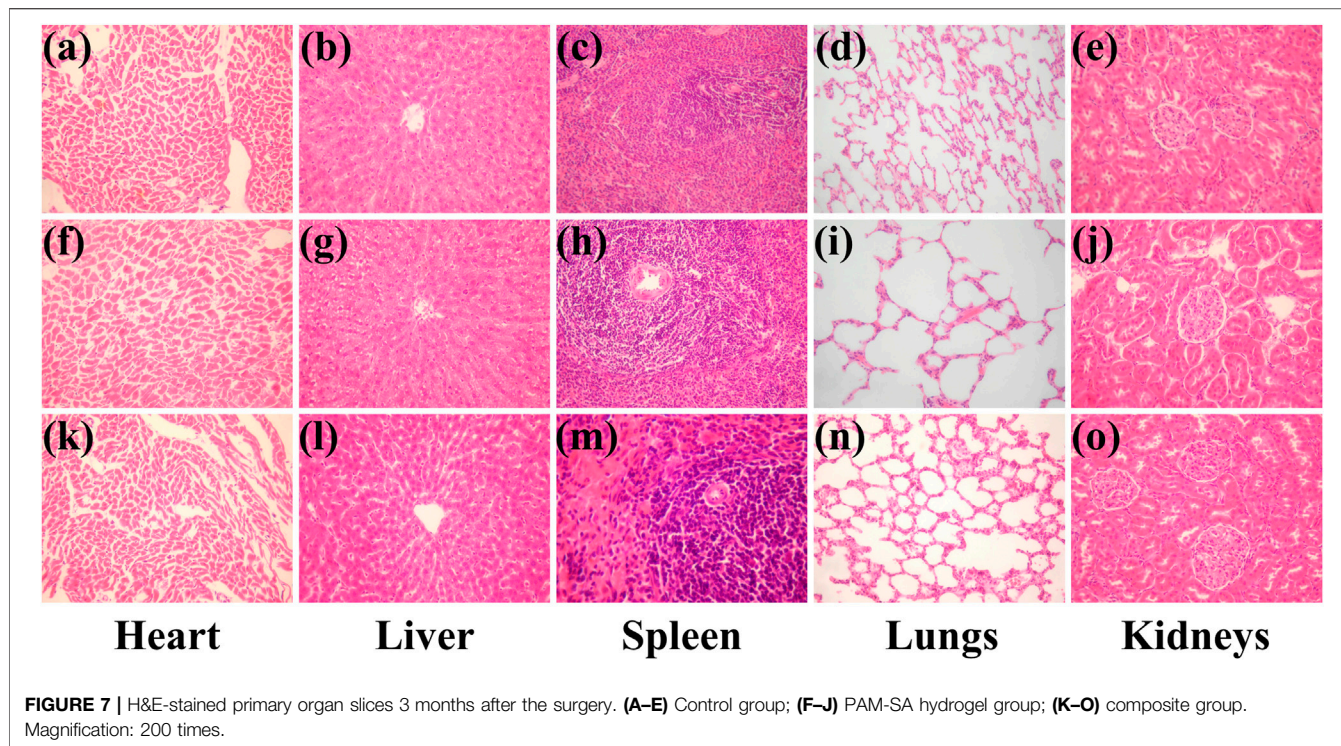 (a) (b) (c) (d) (e)
(f) (g) (h) (i) (j)
(k) (l) (m) (n) (o)
Heart Liver Spleen Lungs Kidneys
FIGURE 7 | H&E-stained primary organ slices 3 months after the surgery. (A–E) Control group; (F–J) PAM-SA hydrogel group; (K–O) composite group.
Magnification: 200 times.